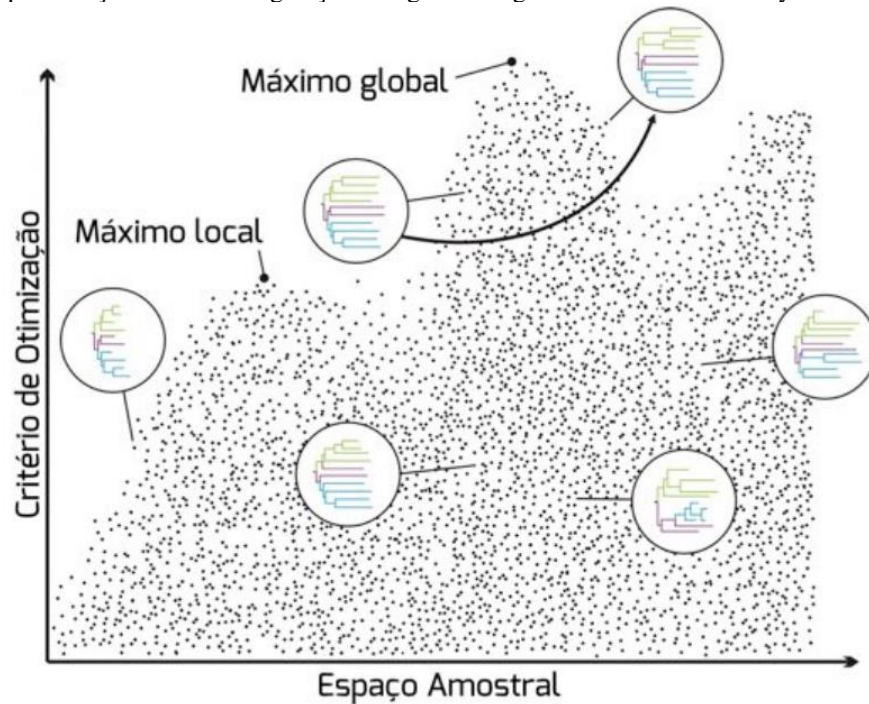 Máximo global
Máximo local
Critério de Otimização
Espaço Amostral